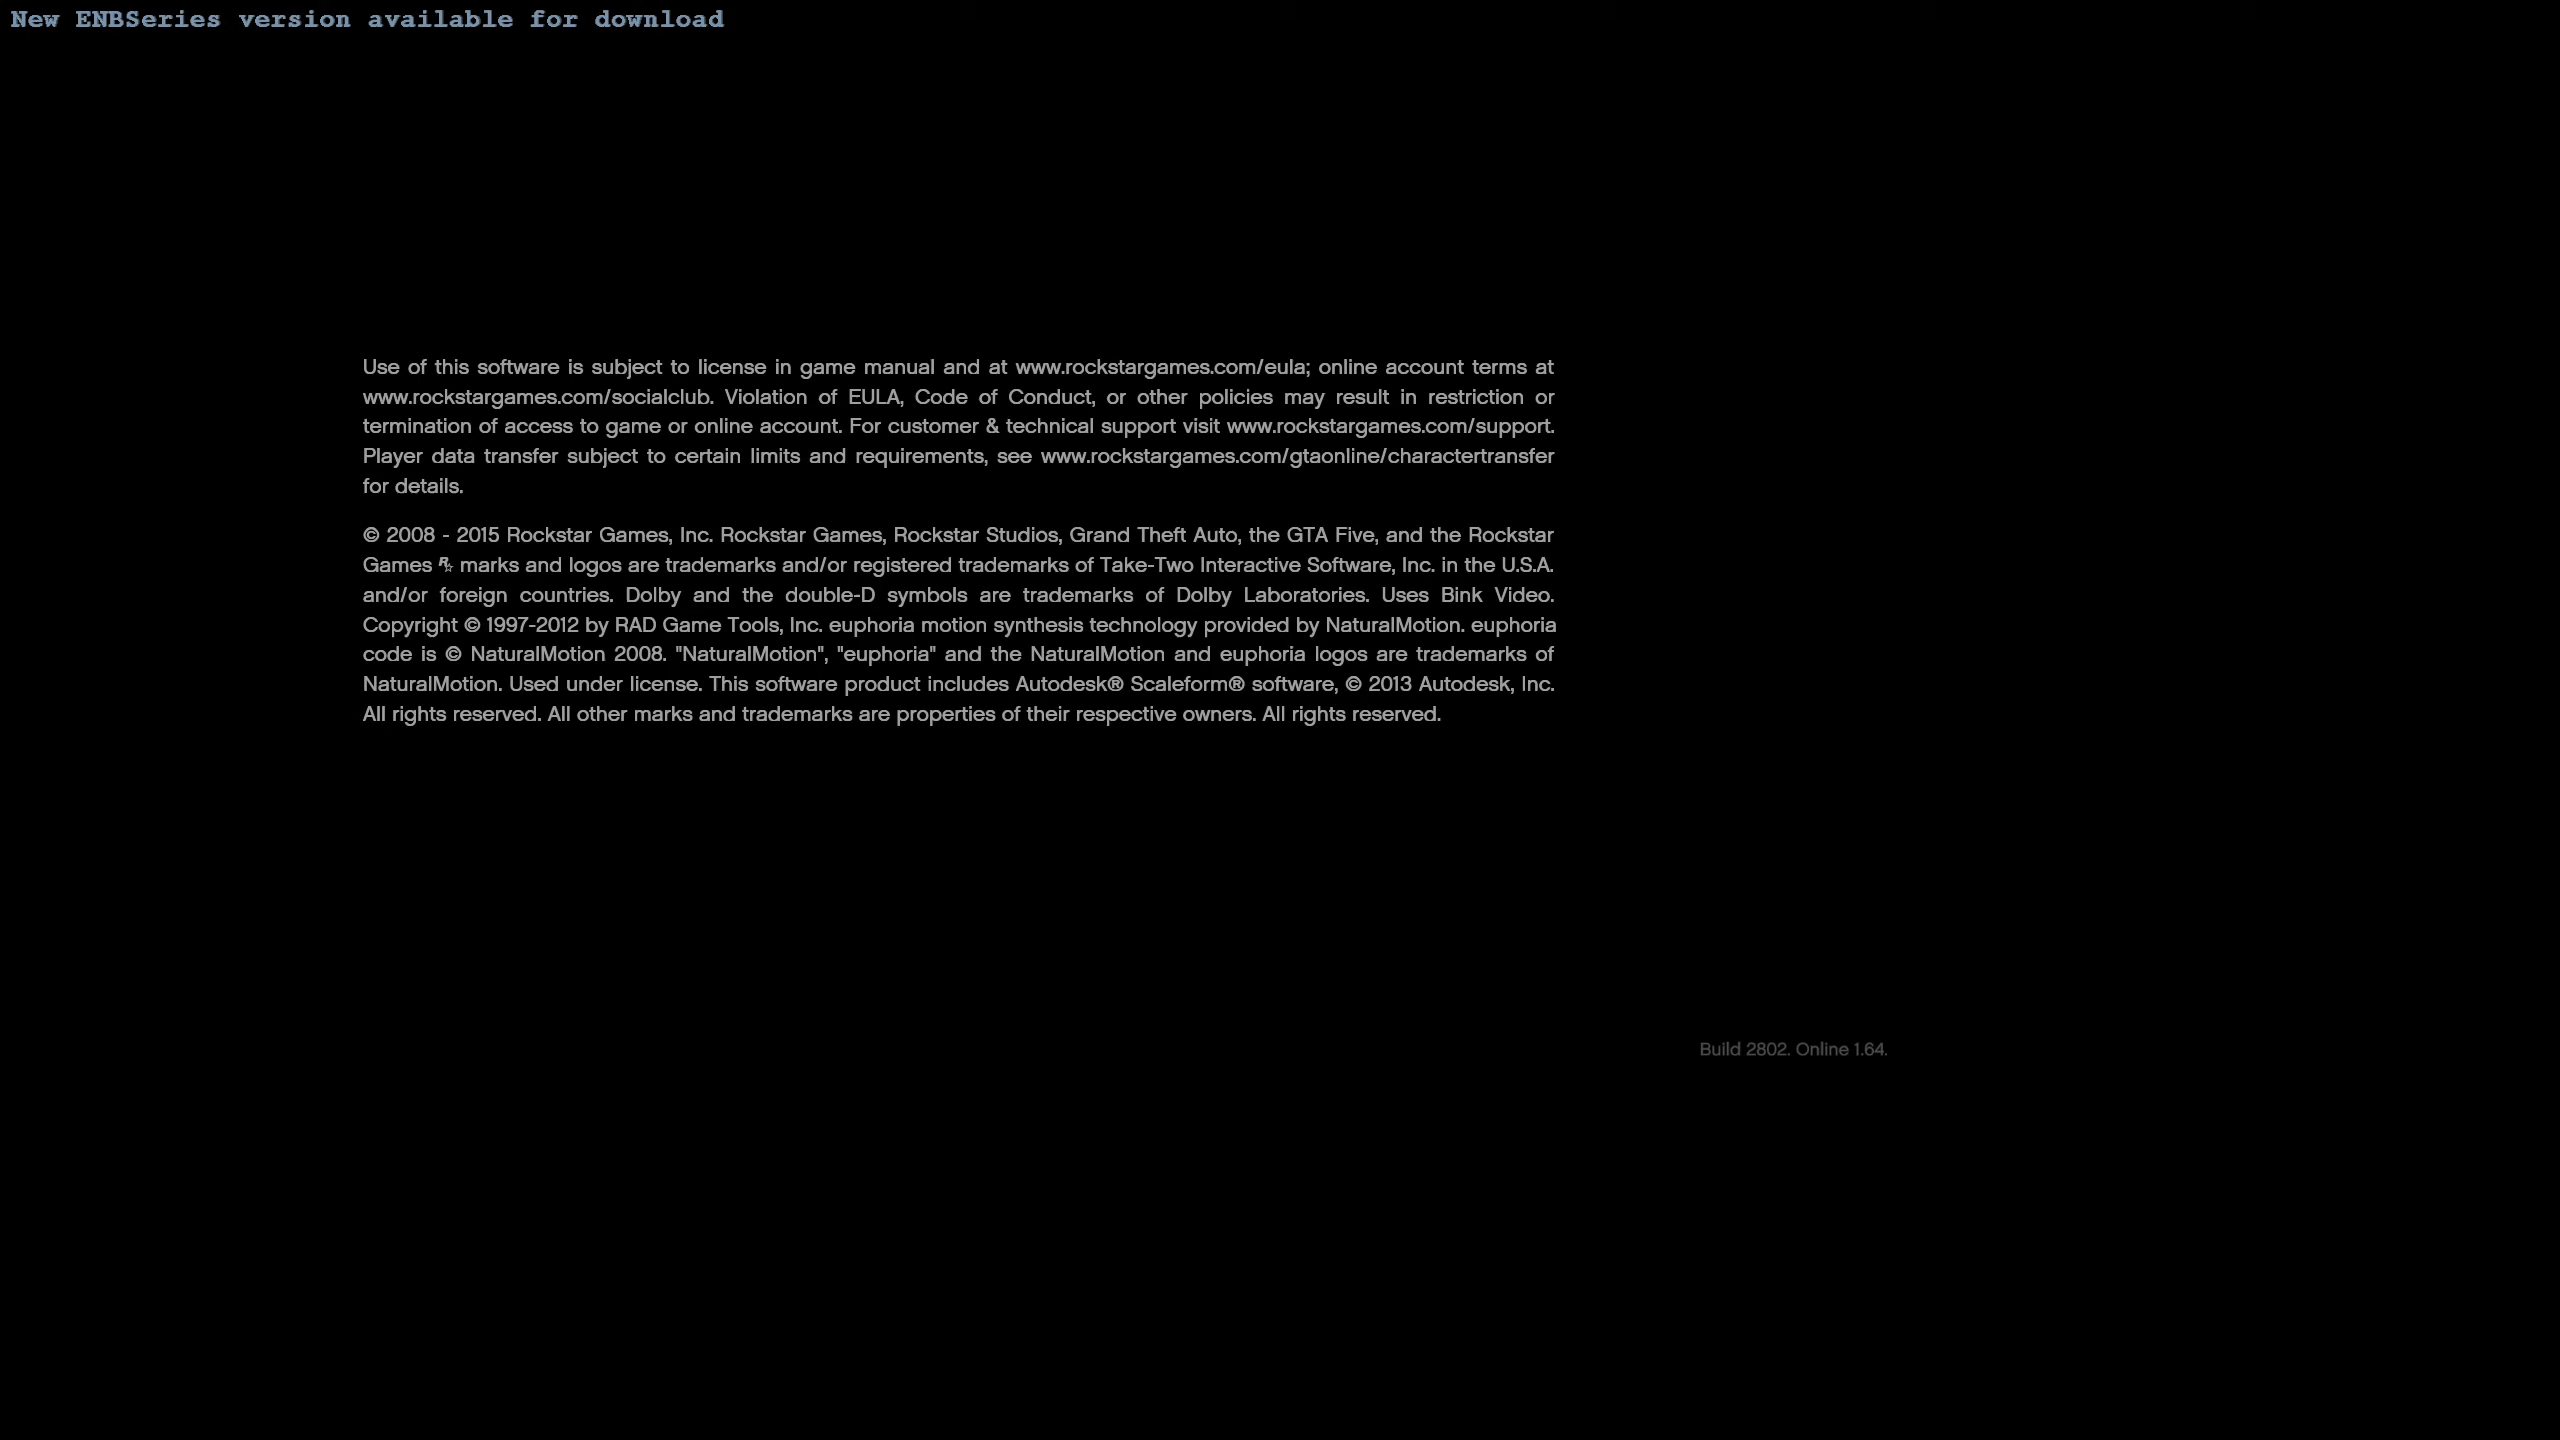 New ENBSeries version available for download
Use of this software is subject to license in game manual and at www.rockstargames.com/eula; online account terms at
www.rockstargames.com/socialclub. Violation of EULA, Code of Conduct, or other policies may result in restriction or
termination of access to game or online account. For customer & technical support visit www.rockstargames.com/support.
Player data transfer subject to certain limits and requirements, see www.rockstargames.com/gtaonline/charactertransfer
for details.
© 2008 - 2015 Rockstar Games, Inc. Rockstar Games, Rockstar Studios, Grand Theft Auto, the GTA Five, and the Rockstar
Games R☆ marks and logos are trademarks and/or registered trademarks of Take-Two Interactive Software, Inc. in the U.S.A.
and/or foreign countries. Dolby and the double-D symbols are trademarks of Dolby Laboratories. Uses Bink Video.
Copyright © 1997-2012 by RAD Game Tools, Inc. euphoria motion synthesis technology provided by NaturalMotion. euphoria
code is © NaturalMotion 2008. "NaturalMotion", "euphoria" and the NaturalMotion and euphoria logos are trademarks of
NaturalMotion. Used under license. This software product includes Autodesk® Scaleform® software, © 2013 Autodesk, Inc.
All rights reserved. All other marks and trademarks are properties of their respective owners. All rights reserved.
Build 2802. Online 1.64.